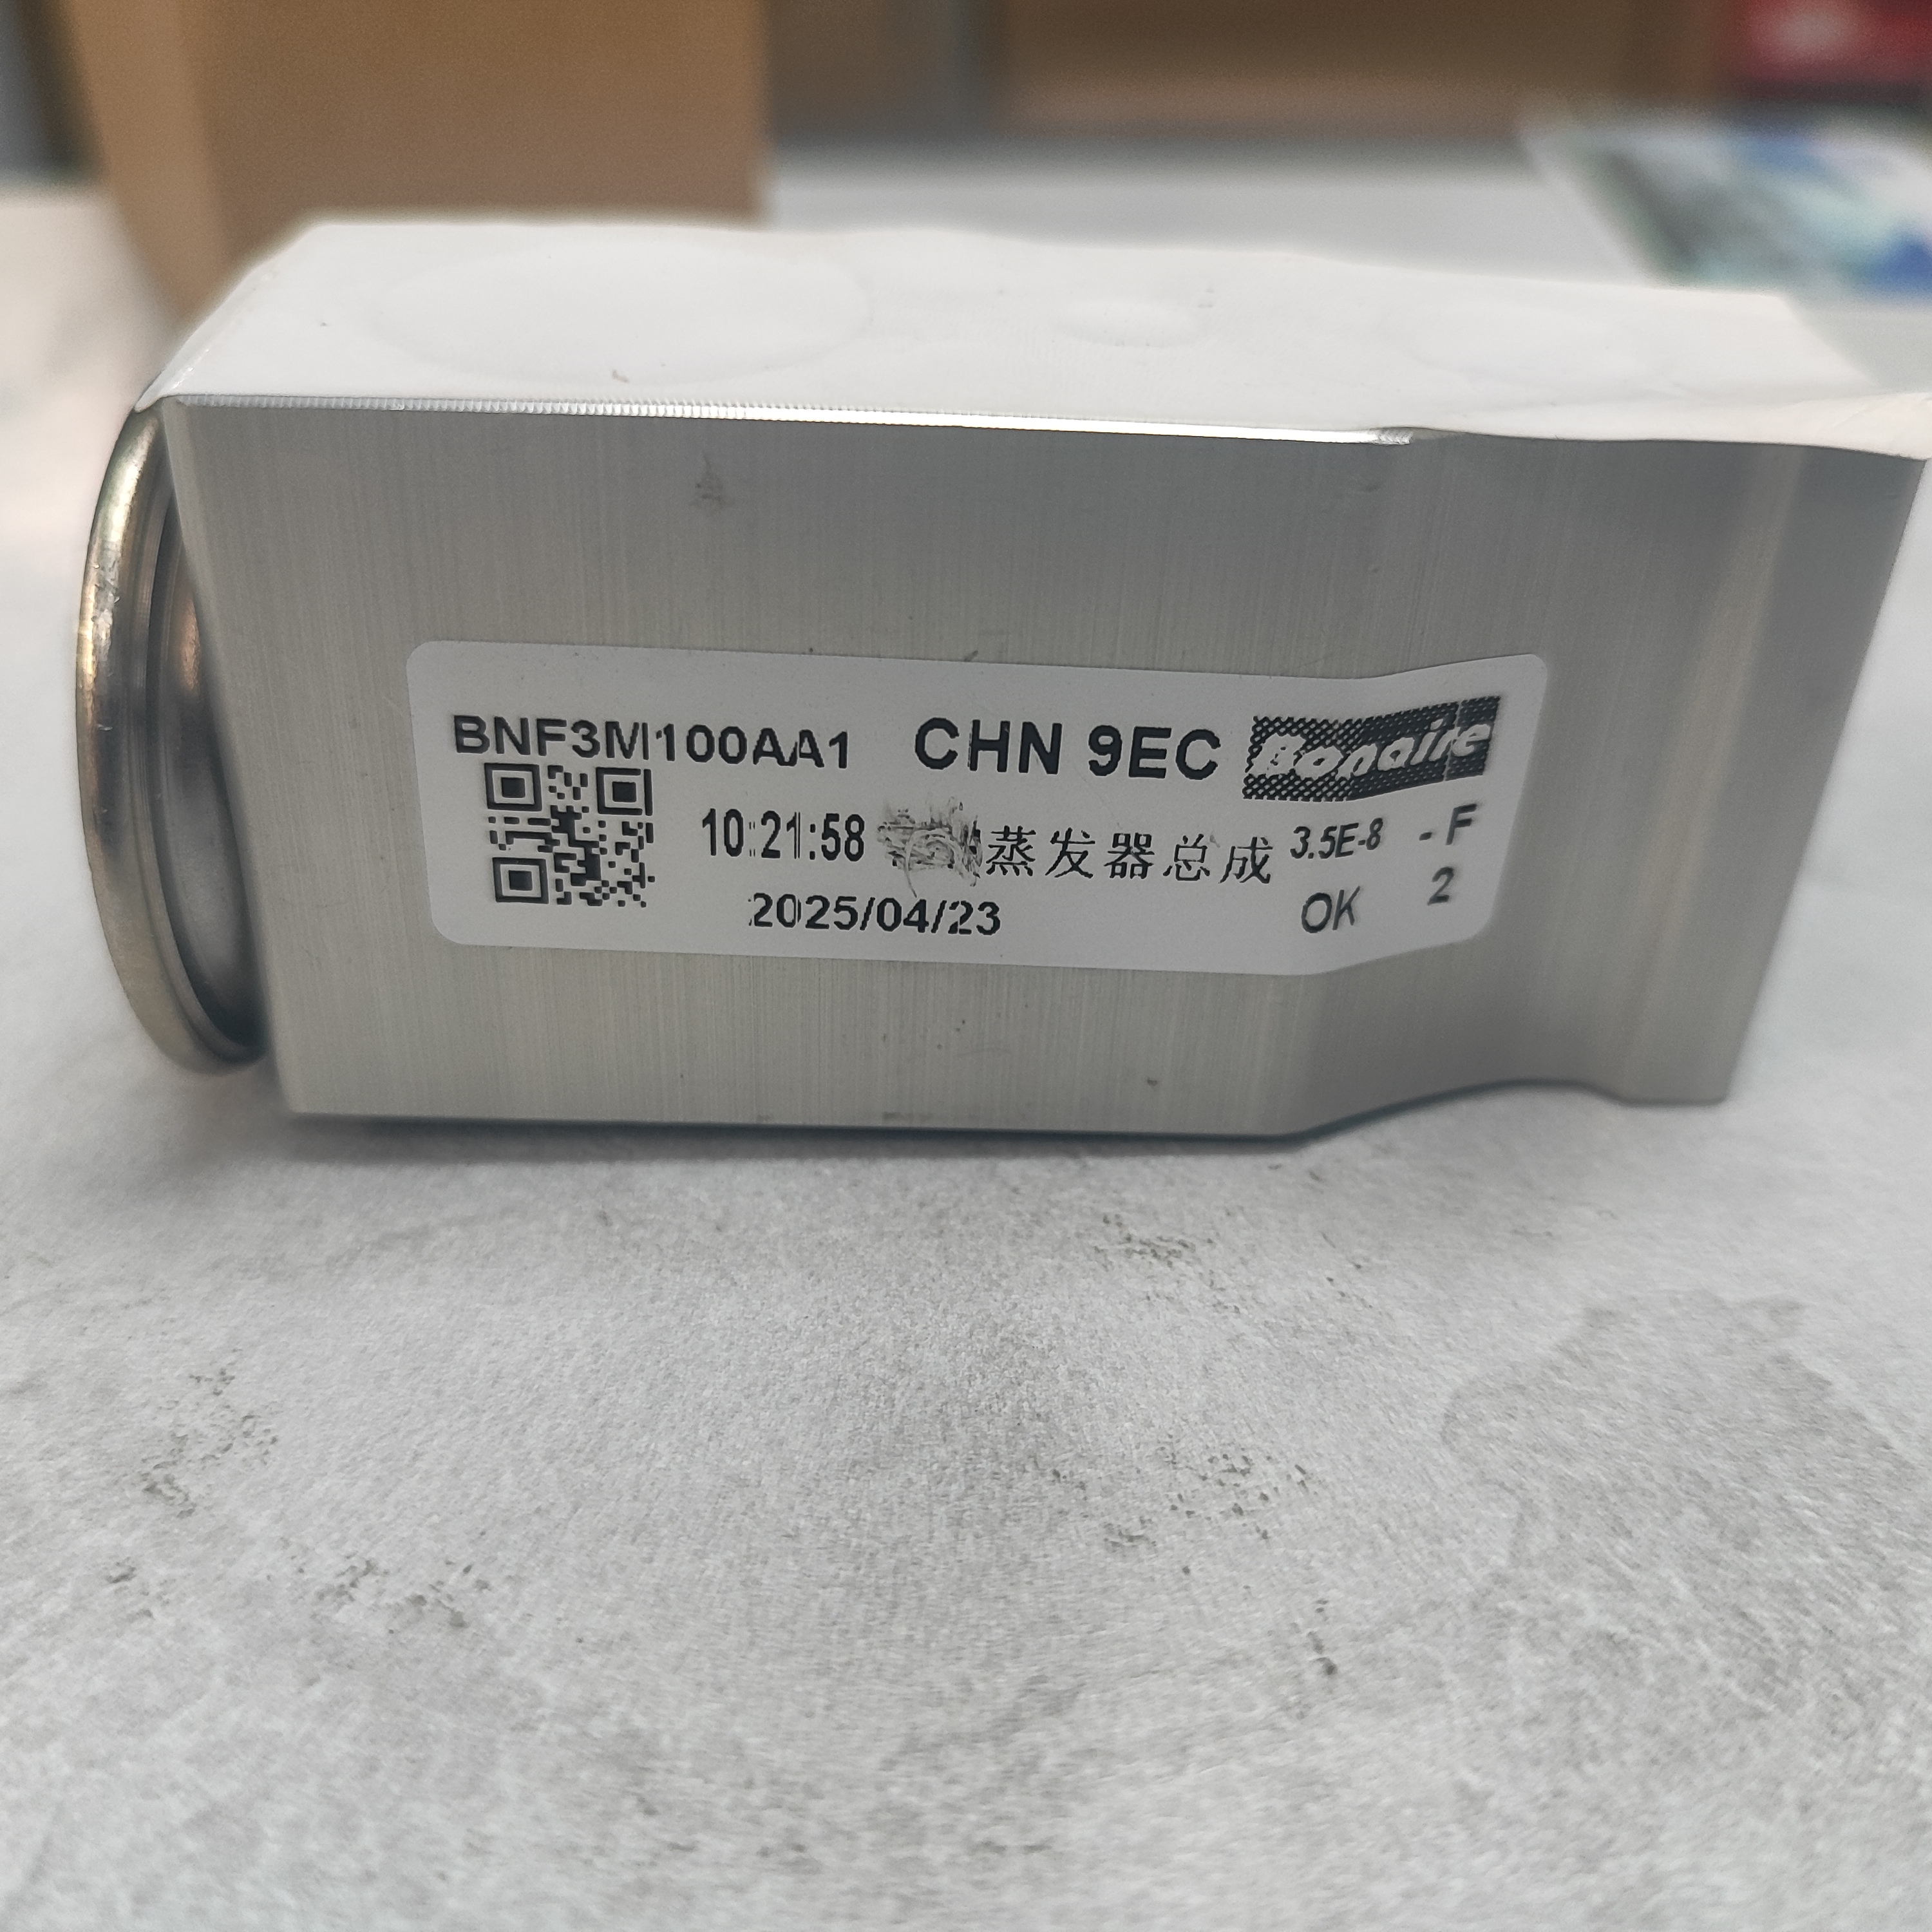 BNF3M100AA1 CHN 9EC Bonaire
10:21:58 蒸发器总成 3.5E-8 - F
2025/04/23 OK 2